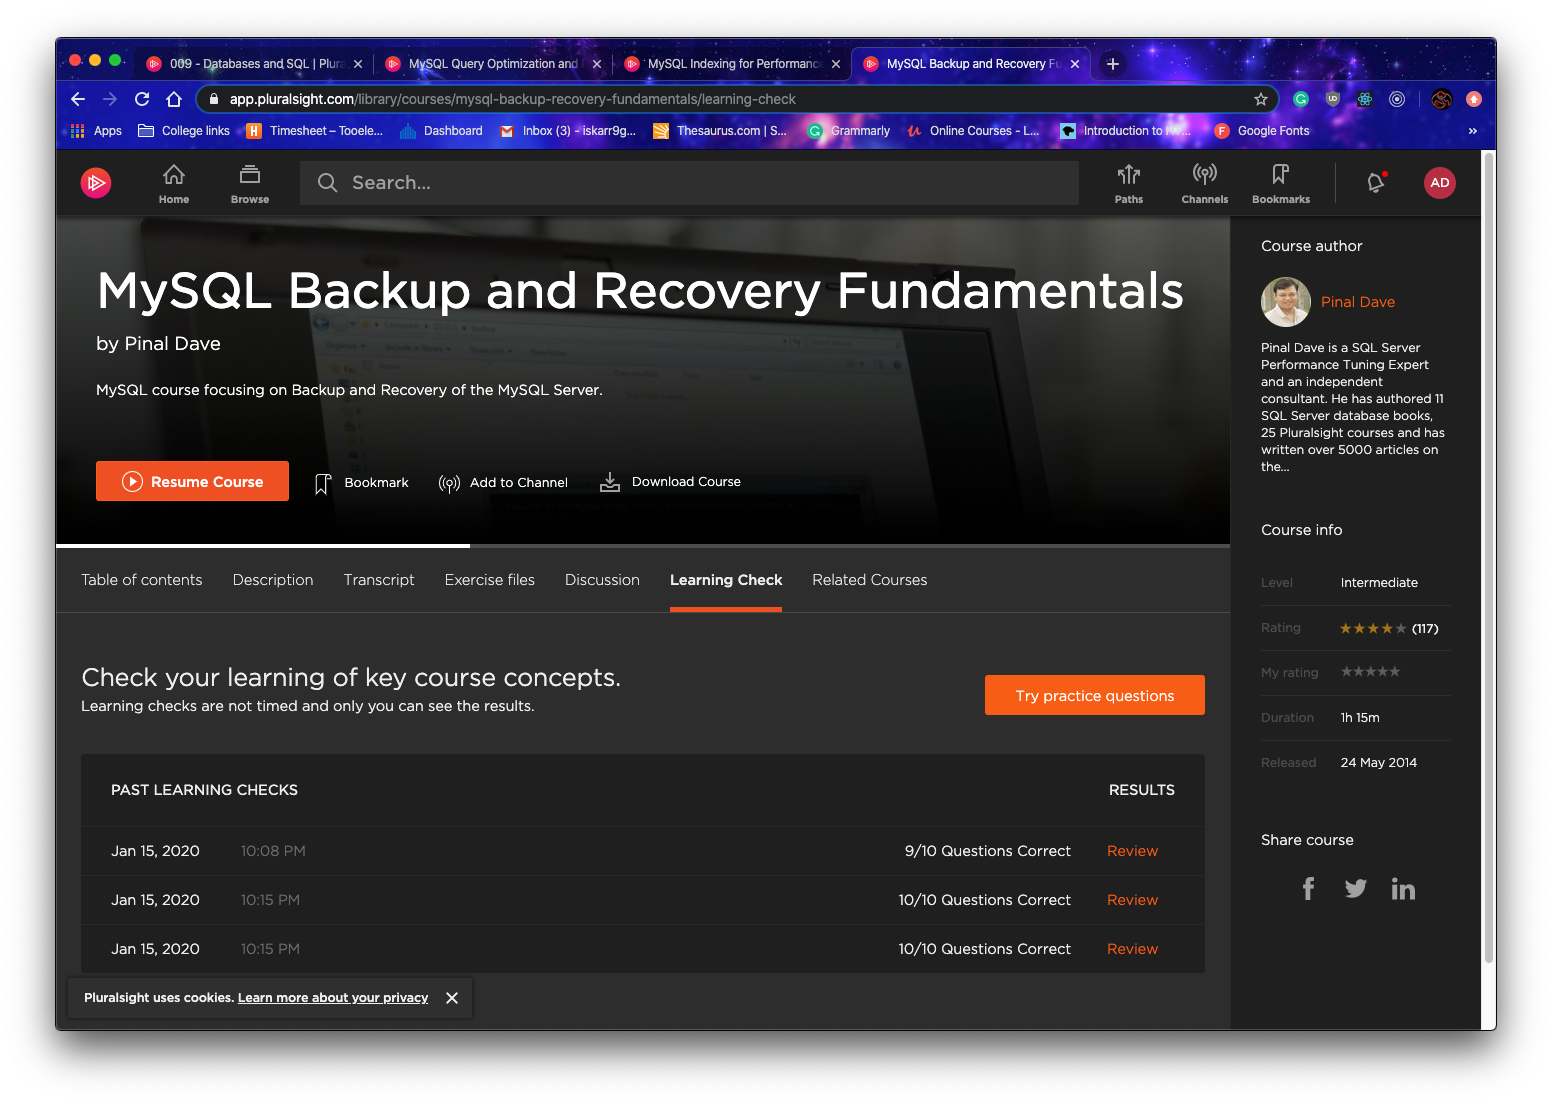 009 - Databases and SQL | Plura
MySQL Query Optimization and
MySQL Indexing for Performance
MySQL Backup and Recovery Fu
app.pluralsight.com/library/courses/mysql-backup-recovery-fundamentals/learning-check
Apps
College links
Timesheet – Tooele...
Dashboard
Inbox (3) - iskarr9g...
Thesaurus.com | S...
Grammarly
Online Courses - L...
Introduction to
Google Fonts
»
Home
Browse
Search...
Paths
Channels
Bookmarks
AD
MySQL Backup and Recovery Fundamentals
by Pinal Dave
MySQL course focusing on Backup and Recovery of the MySQL Server.
Resume Course
Bookmark
Add to Channel
Download Course
Table of contents
Description
Transcript
Exercise files
Discussion
Learning Check
Related Courses
Check your learning of key course concepts.
Learning checks are not timed and only you can see the results.
Try practice questions
PAST LEARNING CHECKS RESULTS
Jan 15, 2020 10:08 PM 9/10 Questions Correct Review
Jan 15, 2020 10:15 PM 10/10 Questions Correct Review
Jan 15, 2020 10:15 PM 10/10 Questions Correct Review
Pluralsight uses cookies. Learn more about your privacy
Course author
Pinal Dave
Pinal Dave is a SQL Server
Performance Tuning Expert
and an independent
consultant. He has authored 11
SQL Server database books,
25 Pluralsight courses and has
written over 5000 articles on
the...
Course info
Level Intermediate
Rating (117)
My rating
Duration 1h 15m
Released 24 May 2014
Share course